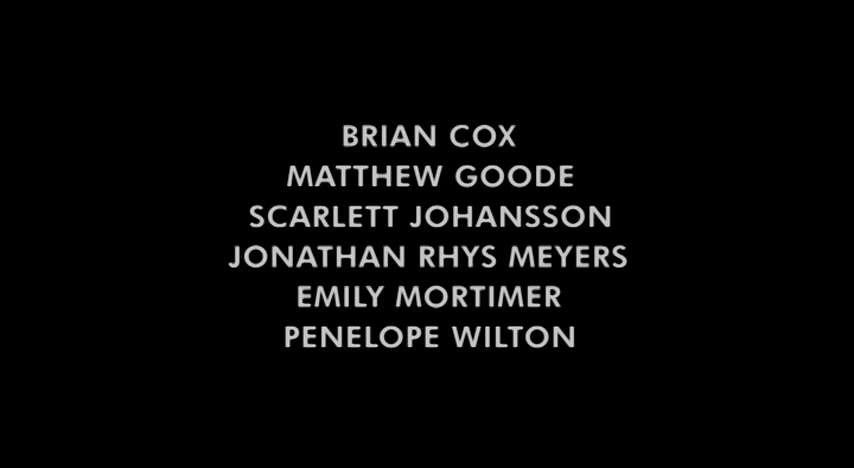 BRIAN COX
MATTHEW GOODE
SCARLETT JOHANSSON
JONATHAN RHYS MEYERS
EMILY MORTIMER
PENELOPE WILTON